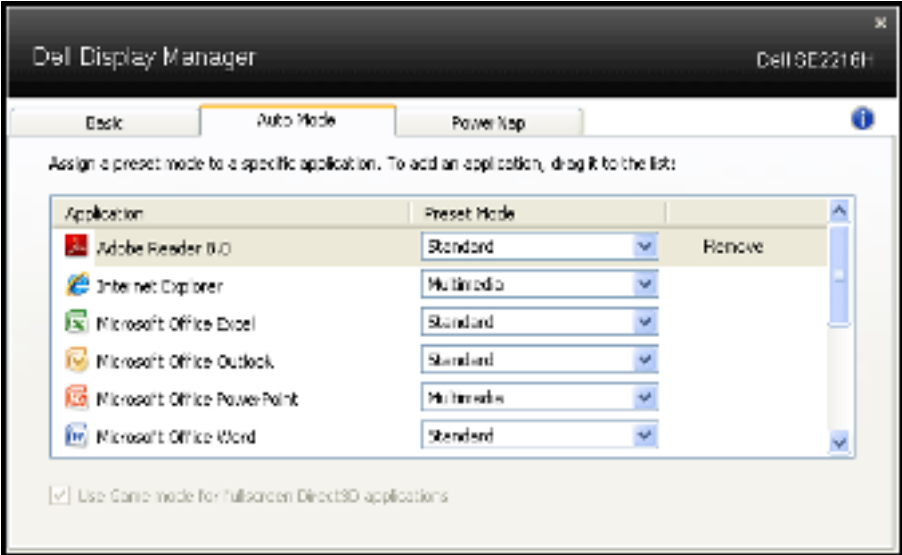 Dell Display Manager
Dell SE2216H
Basic
Auto Mode
PowerNap
Assign a preset mode to a specific application. To add an application, drag it to the list:
Application
Preset Mode
Adobe Reader 8.0
Standard
Remove
Internet Explorer
Multimedia
Microsoft Office Excel
Standard
Microsoft Office Outlook
Standard
Microsoft Office PowerPoint
Multimedia
Microsoft Office Word
Standard
Use Game mode for fullscreen Direct3D applications